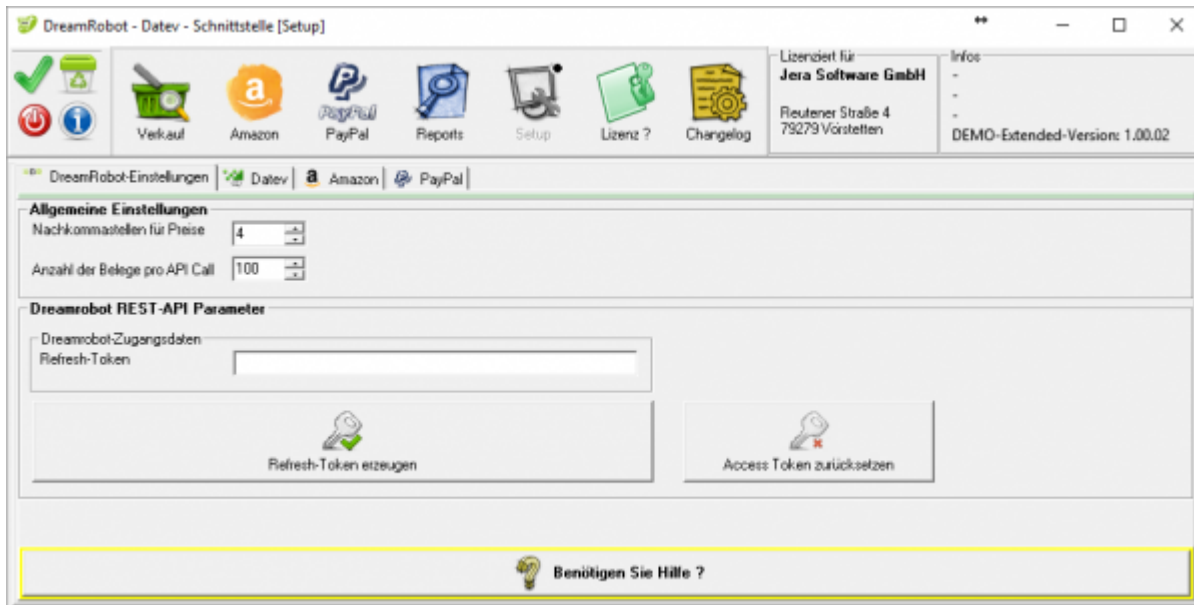 DreamRobot - Datev - Schnittstelle [Setup]
Verkauf
Amazon
PayPal
PayPal
Reports
Setup
Lizenz ?
Changelog
Lizenziert für
Jera Software GmbH
Reutener Straße 4
79279 Vörstetten
Infos
-
-
-
DEMO-Extended-Version: 1.00.02
DreamRobot-Einstellungen
Datev
Amazon
PayPal
Allgemeine Einstellungen
Nachkommastellen für Preise
4
Anzahl der Belege pro API Call
100
Dreamrobot REST-API Parameter
Dreamrobot-Zugangsdaten
Refresh-Token
Refresh-Token erzeugen
Access Token zurücksetzen
Benötigen Sie Hilfe ?